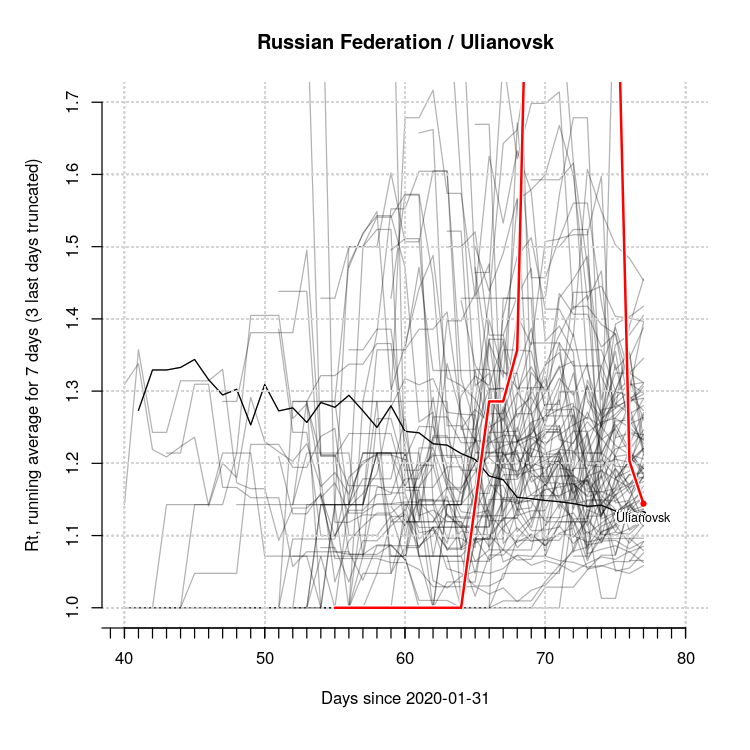 Russian Federation / Ulianovsk
Rt, running average for 7 days (3 last days truncated)
1.7
1.6
1.5
1.4
1.3
1.2
1.1
1.0
Ulianovsk
40 50 60 70 80
Days since 2020-01-31